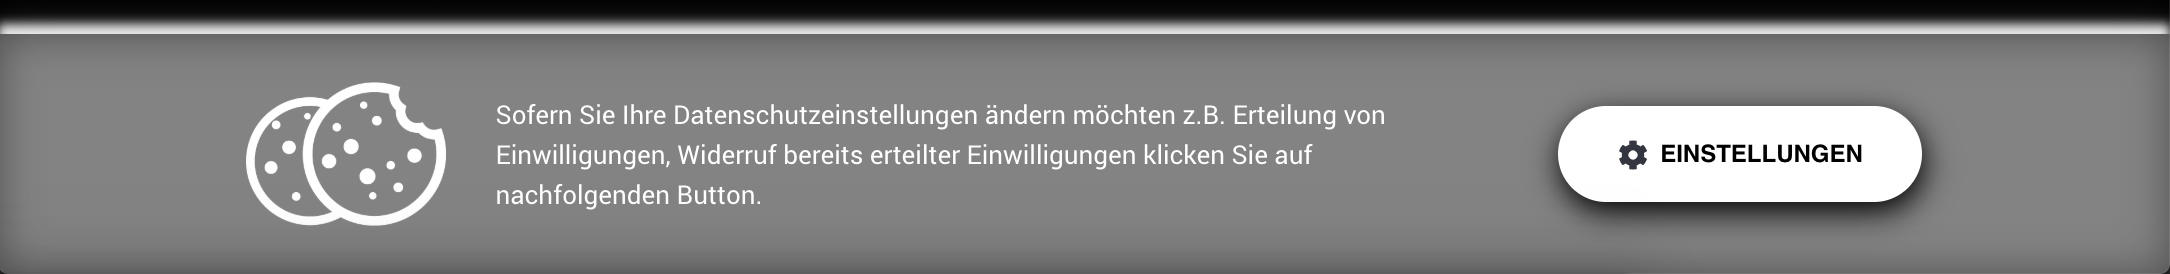 Sofern Sie Ihre Datenschutzeinstellungen ändern möchten z.B. Erteilung von
Einwilligungen, Widerruf bereits erteilter Einwilligungen klicken Sie auf
nachfolgenden Button.
EINSTELLUNGEN